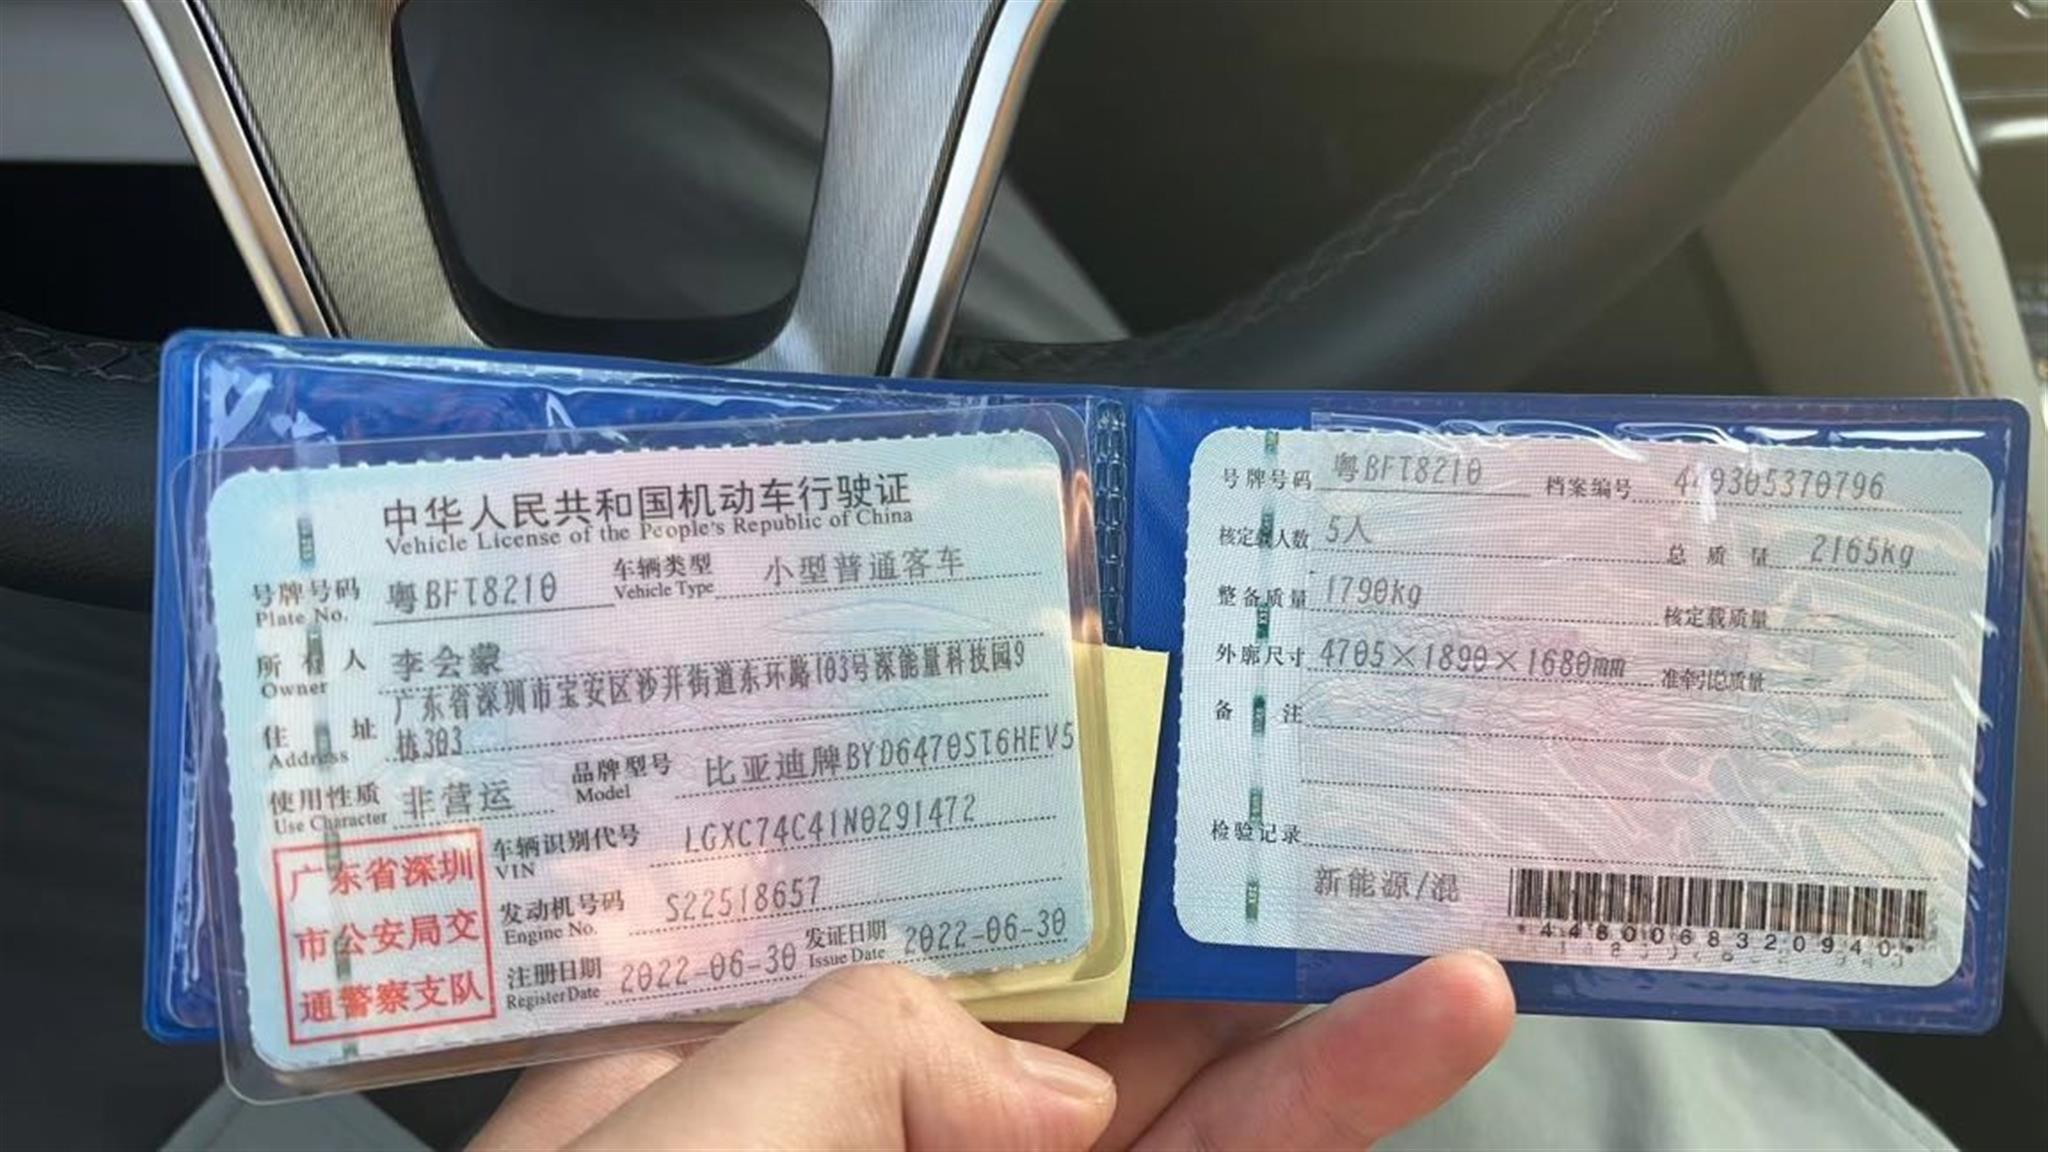 中华人民共和国机动车行驶证
Vehicle License of the People's Republic of China
号牌号码 粤BFT8210 车辆类型 小型普通客车
Plate No. Vehicle Type
所有人 李会蒙
Owner
住址 广东省深圳市宝安区沙井街道东环路103号深能量科技园9
Address 栋303
使用性质 非营运 品牌型号 比亚迪牌BYD6470ST6HEV5
Use Character Model
广东省深圳
市公安局交
通警察支队
车辆识别代号 LGXC74C41N0291472
VIN
发动机号码 S22518657
Engine No.
注册日期 2022-06-30 发证日期 2022-06-30
Register Date Issue Date
号牌号码 粤BFT8210 档案编号 440305370796
核定载人数 5人 总质量 2165kg
整备质量 1790kg 核定载质量
外廓尺寸 4705×1890×1680mm 准牵引总质量
备注
检验记录
新能源/混
*4480068320940*